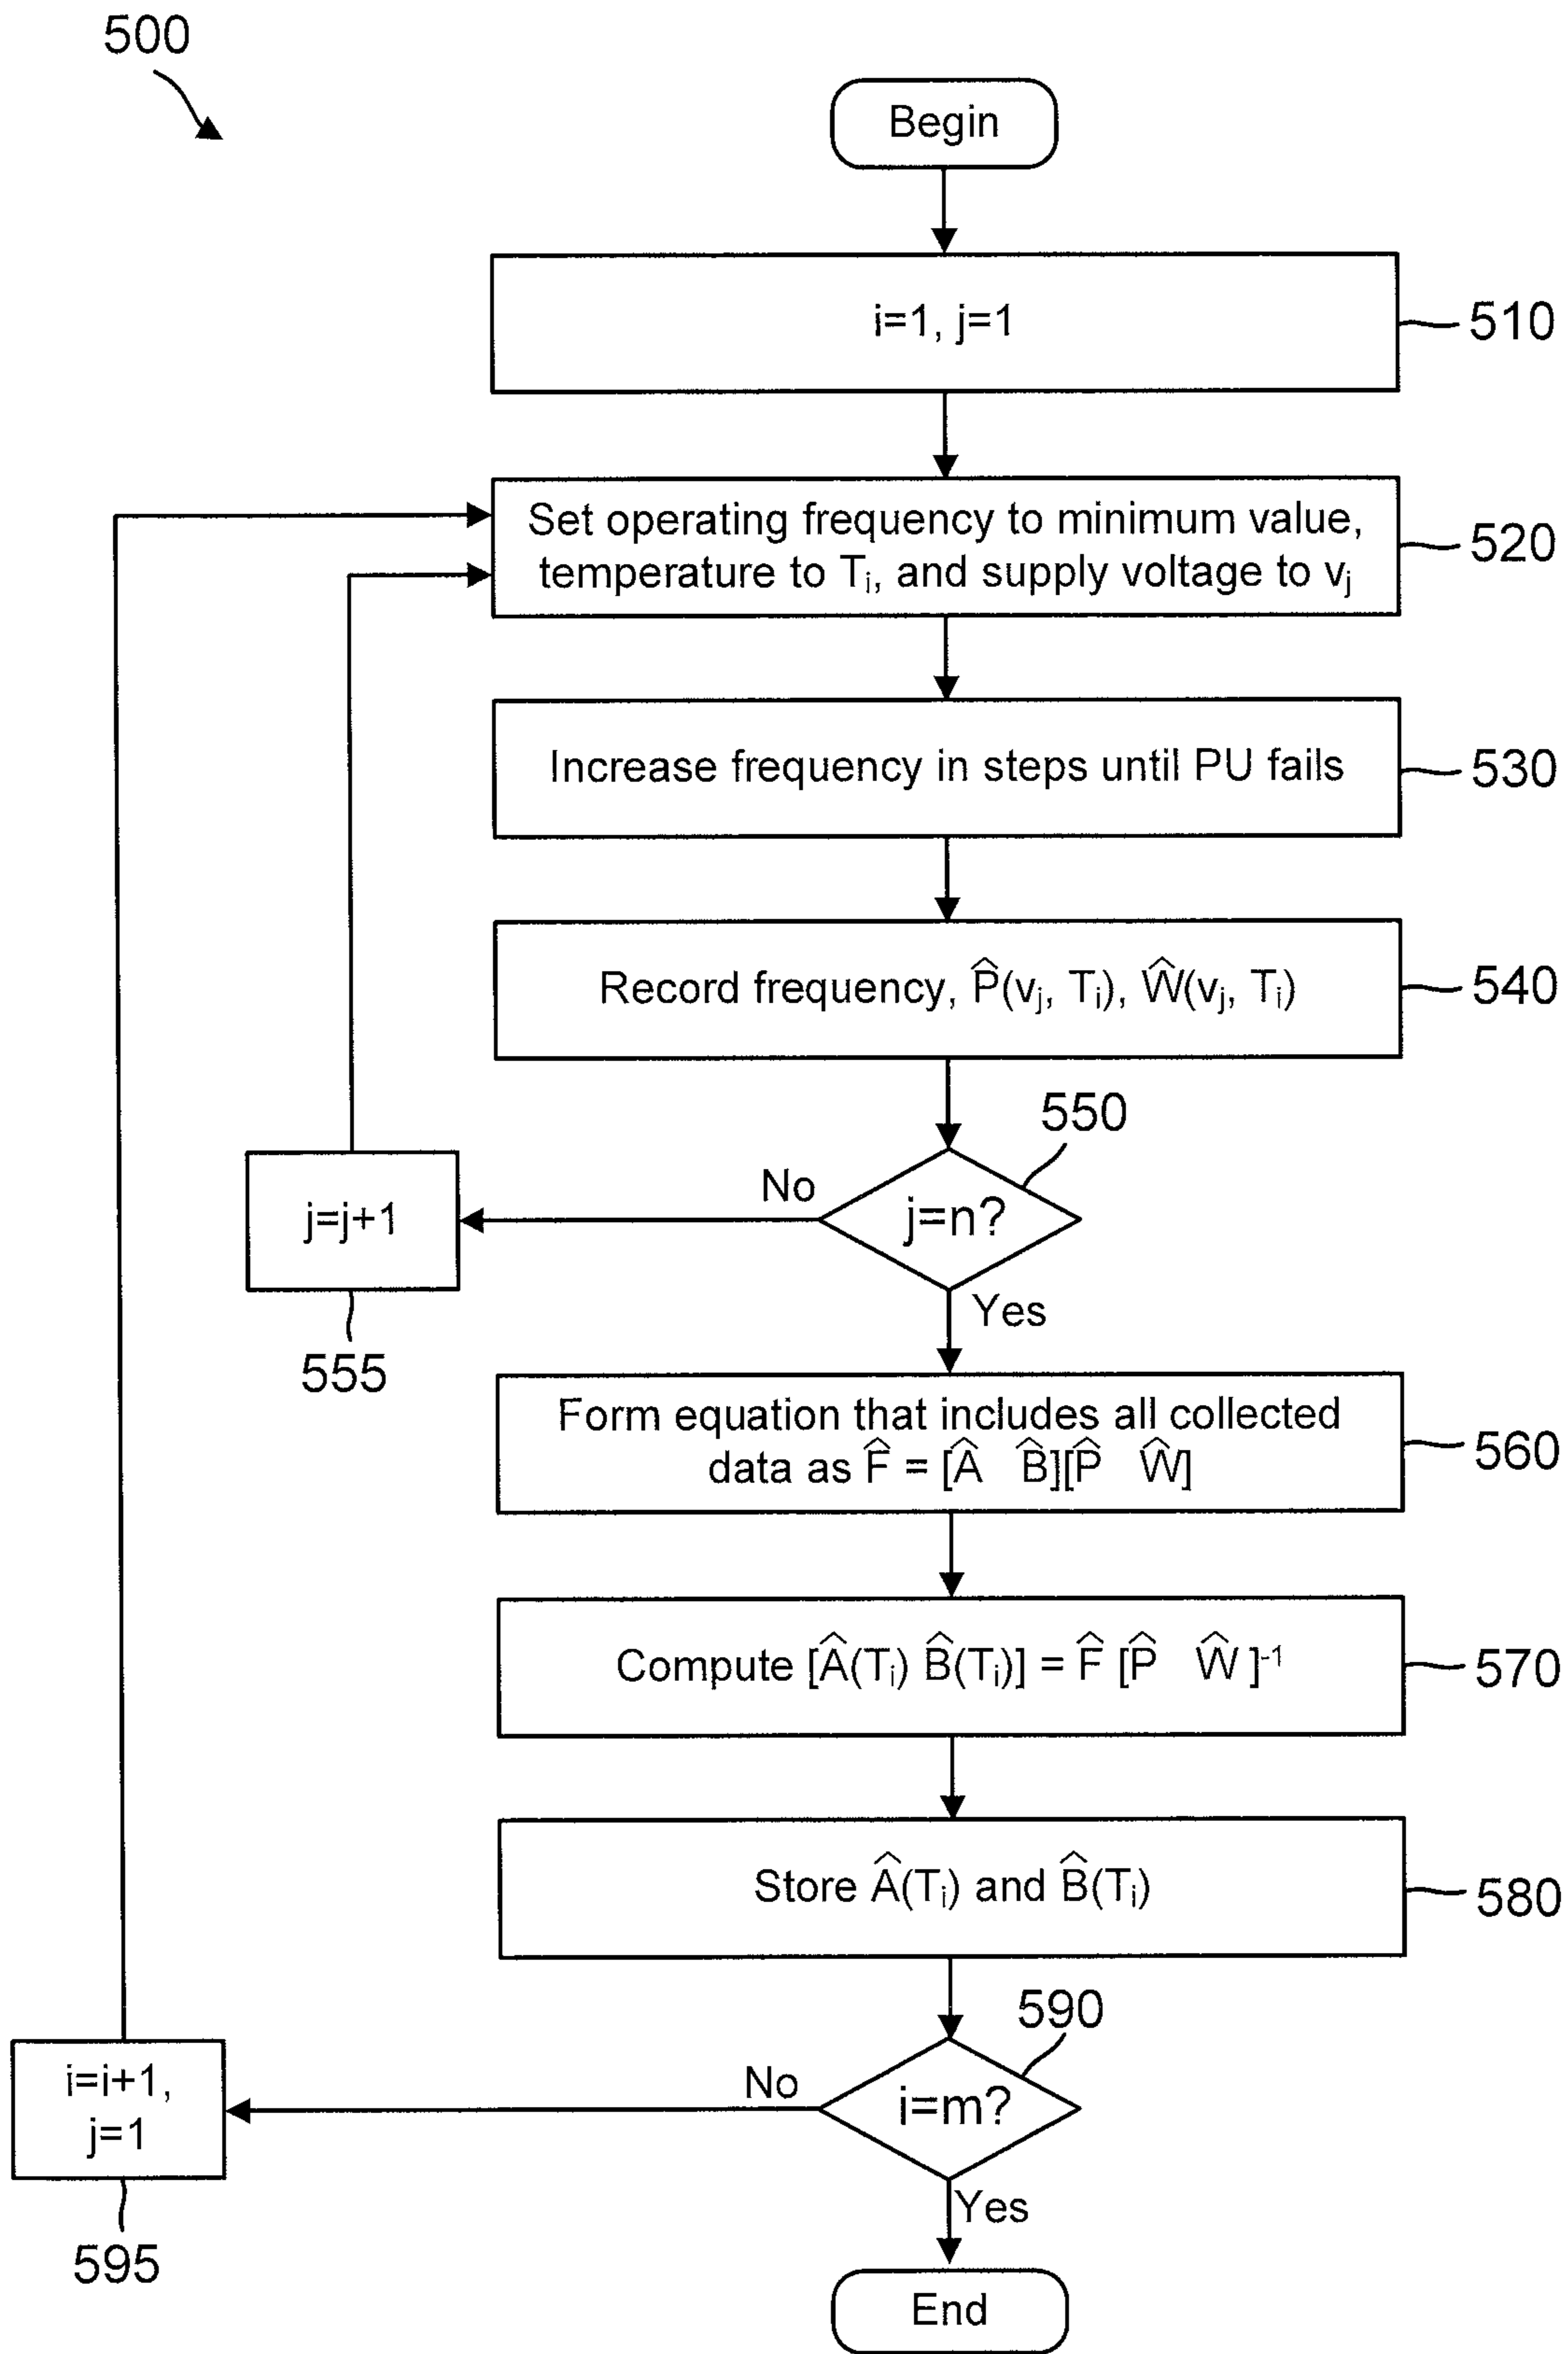 500
Begin
i=1, j=1
510
Set operating frequency to minimum value,
temperature to Tᵢ, and supply voltage to vⱼ
520
Increase frequency in steps until PU fails
530
Record frequency, P̂(vⱼ, Tᵢ), Ŵ(vⱼ, Tᵢ)
540
550
j=n?
No
j=j+1
555
Yes
Form equation that includes all collected
data as F̂ = [Â B̂][P̂ Ŵ]
560
Compute [Â(Tᵢ) B̂(Tᵢ)] = F̂ [P̂ Ŵ ]⁻¹
570
Store Â(Tᵢ) and B̂(Tᵢ)
580
590
i=m?
No
i=i+1,
j=1
595
Yes
End